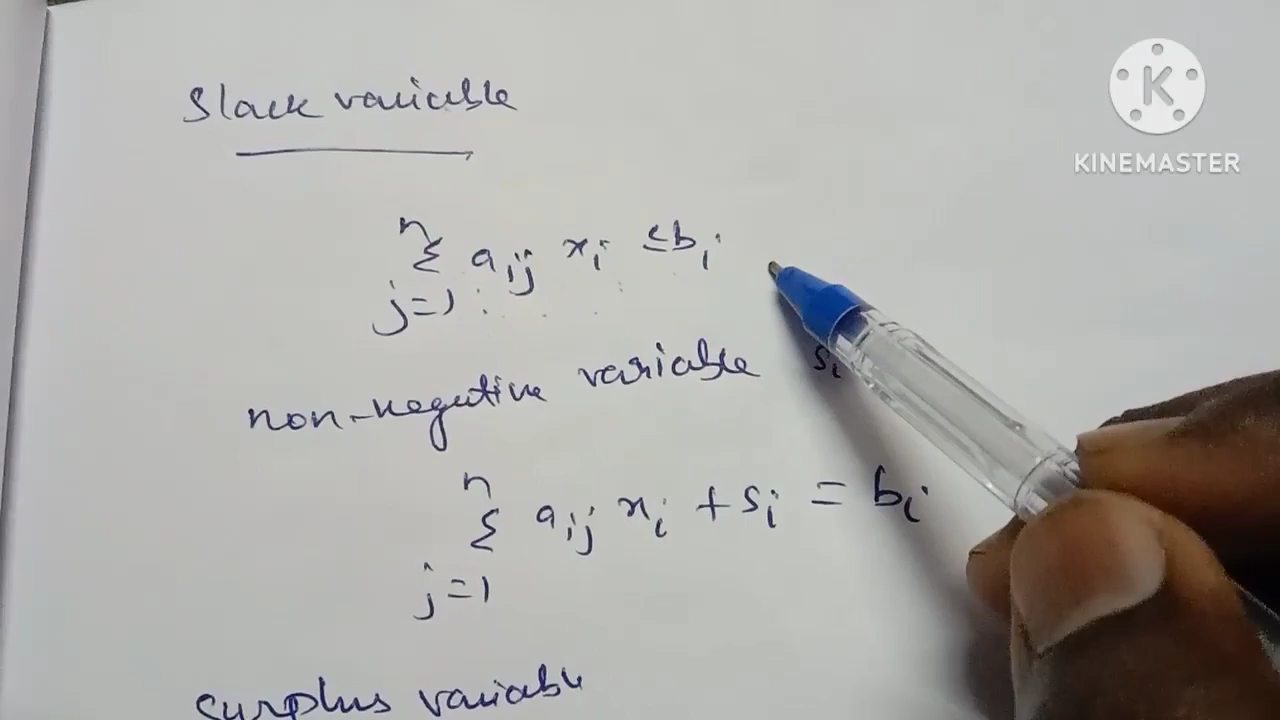 Slack variable
KINEMASTER
n
Σ aij xi ≤ bi
j=1
non-negative variable si
n
Σ aij xi + si = bi
j=1
Surplus variable